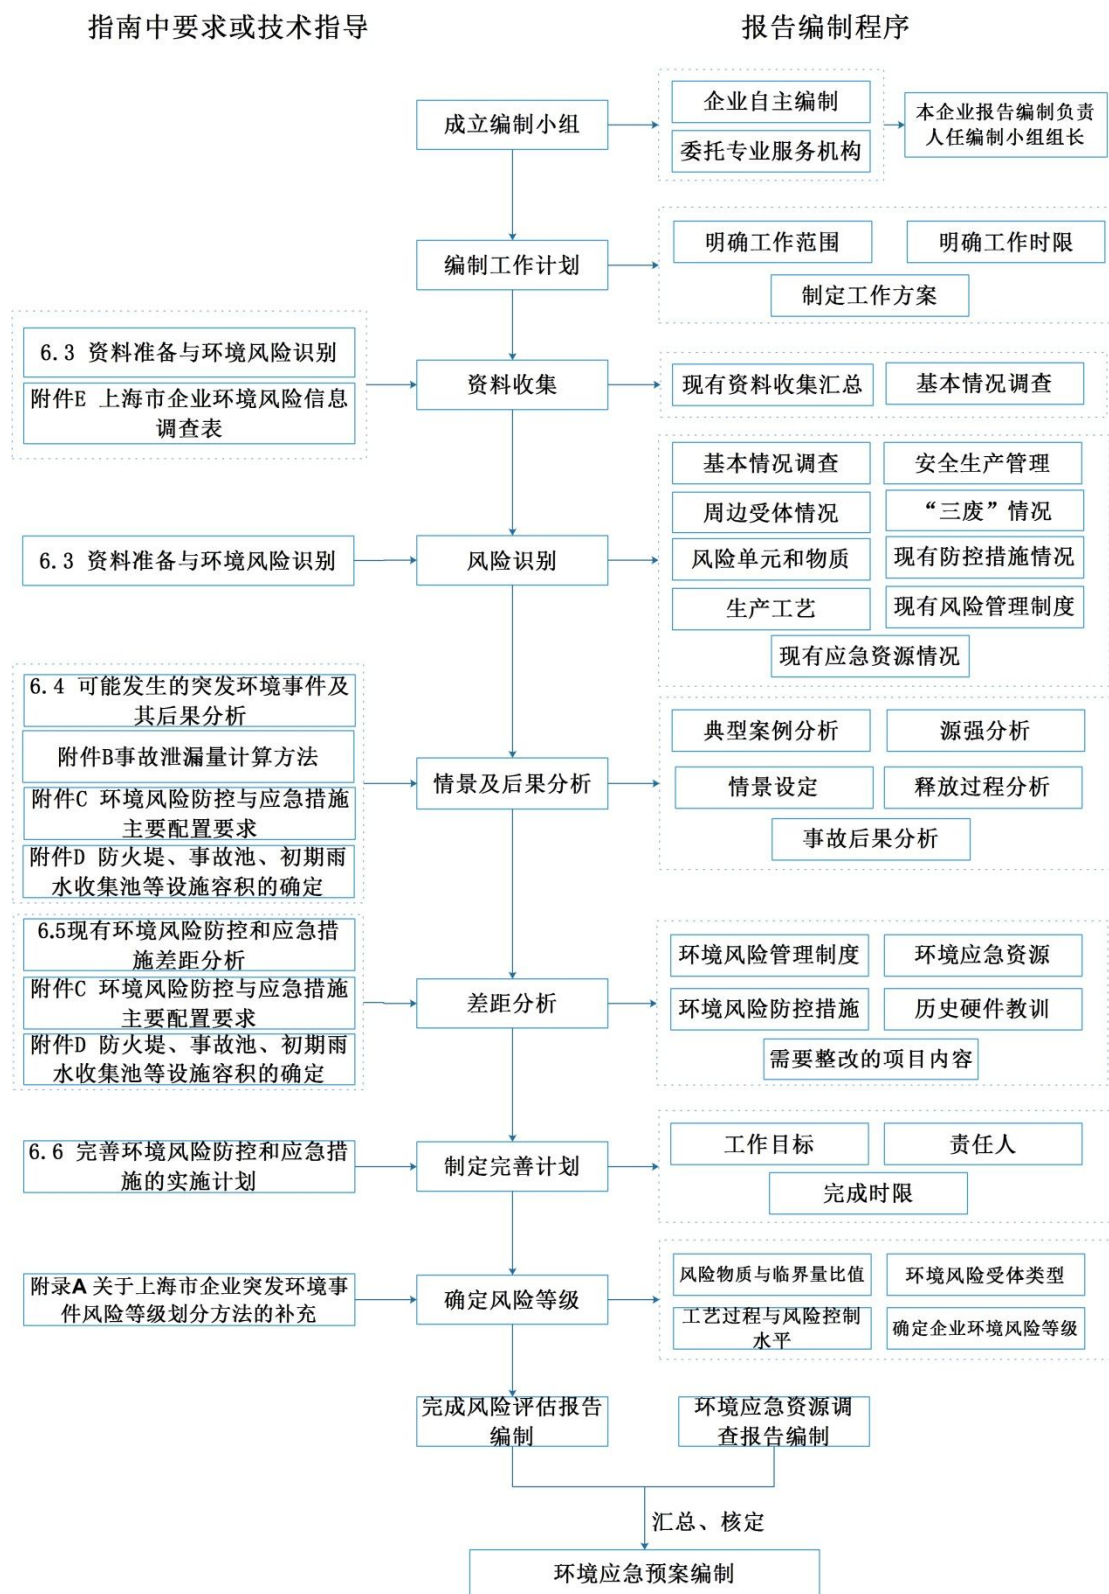 指南中要求或技术指导
报告编制程序
成立编制小组
企业自主编制
委托专业服务机构
本企业报告编制负责
人任编制小组组长
编制工作计划
明确工作范围
明确工作时限
制定工作方案
6.3 资料准备与环境风险识别
附件E 上海市企业环境风险信息
调查表
资料收集
现有资料收集汇总
基本情况调查
6.3 资料准备与环境风险识别
风险识别
基本情况调查
安全生产管理
周边受体情况
“三废”情况
风险单元和物质
现有防控措施情况
生产工艺
现有风险管理制度
现有应急资源情况
6.4 可能发生的突发环境事件及
其后果分析
附件B事故泄漏量计算方法
附件C 环境风险防控与应急措施
主要配置要求
附件D 防火堤、事故池、初期雨
水收集池等设施容积的确定
情景及后果分析
典型案例分析
源强分析
情景设定
释放过程分析
事故后果分析
6.5现有环境风险防控和应急措
施差距分析
附件C 环境风险防控与应急措施
主要配置要求
附件D 防火堤、事故池、初期雨
水收集池等设施容积的确定
差距分析
环境风险管理制度
环境应急资源
环境风险防控措施
历史硬件教训
需要整改的项目内容
6.6 完善环境风险防控和应急措
施的实施计划
制定完善计划
工作目标
责任人
完成时限
附录A 关于上海市企业突发环境事
件风险等级划分方法的补充
确定风险等级
风险物质与临界量比值
环境风险受体类型
工艺过程与风险控制
水平
确定企业环境风险等级
完成风险评估报告
编制
环境应急资源调
查报告编制
汇总、核定
环境应急预案编制